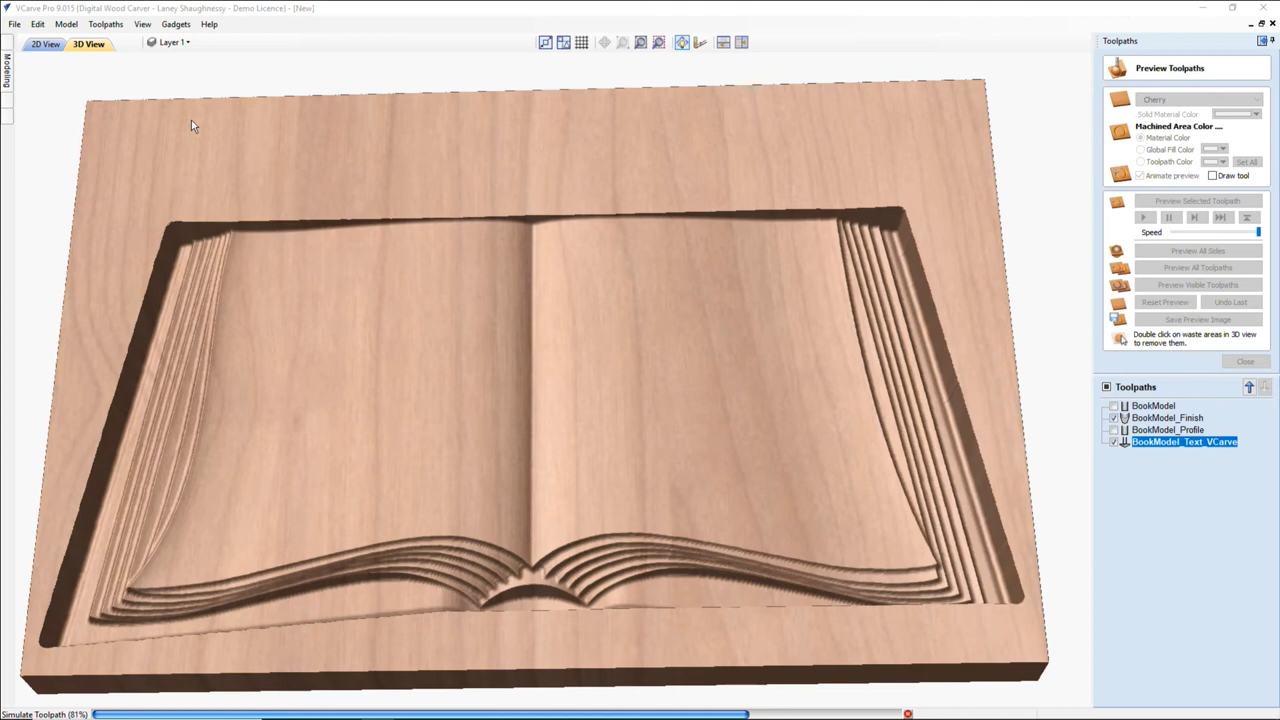 VCarve Pro 9.015 {Digital Wood Carver - Laney Shaughnessy - Demo Licence} - [New]
File Edit Model Toolpaths View Gadgets Help
2D View 3D View Layer 1
Modeling
Toolpaths
Preview Toolpaths
Cherry
Solid Material Color
Machined Area Color ....
Material Color
Global Fill Color
Toolpath Color Set All
Animate preview Draw tool
Preview Selected Toolpath
Speed
Preview All Sides
Preview All Toolpaths
Preview Visible Toolpaths
Reset Preview Undo Last
Save Preview Image
Double click on waste areas in 3D view
to remove them.
Close
Toolpaths
BookModel
BookModel_Finish
BookModel_Profile
BookModel_Text_VCarve
Simulate Toolpath (81%)